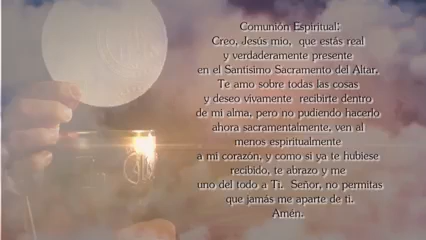 Comunión Espiritual:
Creo, Jesús mio, que estás real
y verdaderamente presente
en el Santisimo Sacramento del Altar.
Te amo sobre todas las cosas
y deseo vivamente recibirte dentro
de mi alma, pero no pudiendo hacerlo
ahora sacramentalmente, ven al
menos espiritualmente
a mi corazón, y como si ya te hubiese
recibido, te abrazo y me
uno del todo a Ti. Señor, no permitas
que jamás me aparte de ti.
Amén.